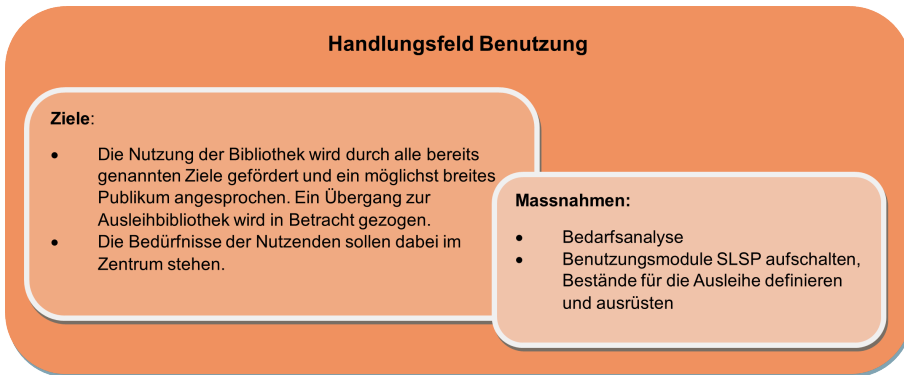 Handlungsfeld Benutzung
Ziele:
• Die Nutzung der Bibliothek wird durch alle bereits
genannten Ziele gefördert und ein möglichst breites
Publikum angesprochen. Ein Übergang zur
Ausleihbibliothek wird in Betracht gezogen.
• Die Bedürfnisse der Nutzenden sollen dabei im
Zentrum stehen.
Massnahmen:
• Bedarfsanalyse
• Benutzungsmodule SLSP aufschalten,
Bestände für die Ausleihe definieren
und ausrüsten